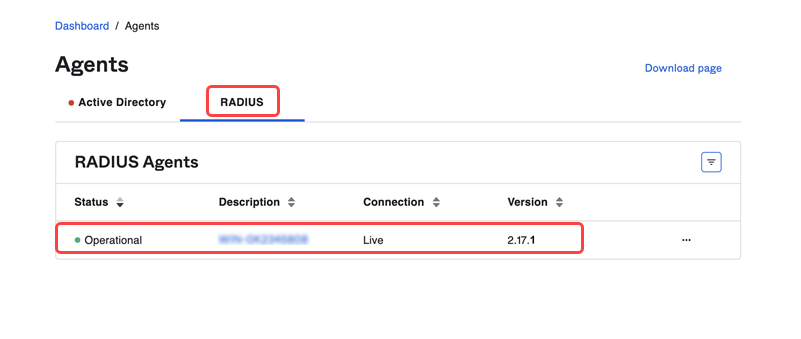 Dashboard / Agents
Agents
Download page
Active Directory RADIUS
RADIUS Agents
Status Description Connection Version
Operational Live 2.17.1 ...